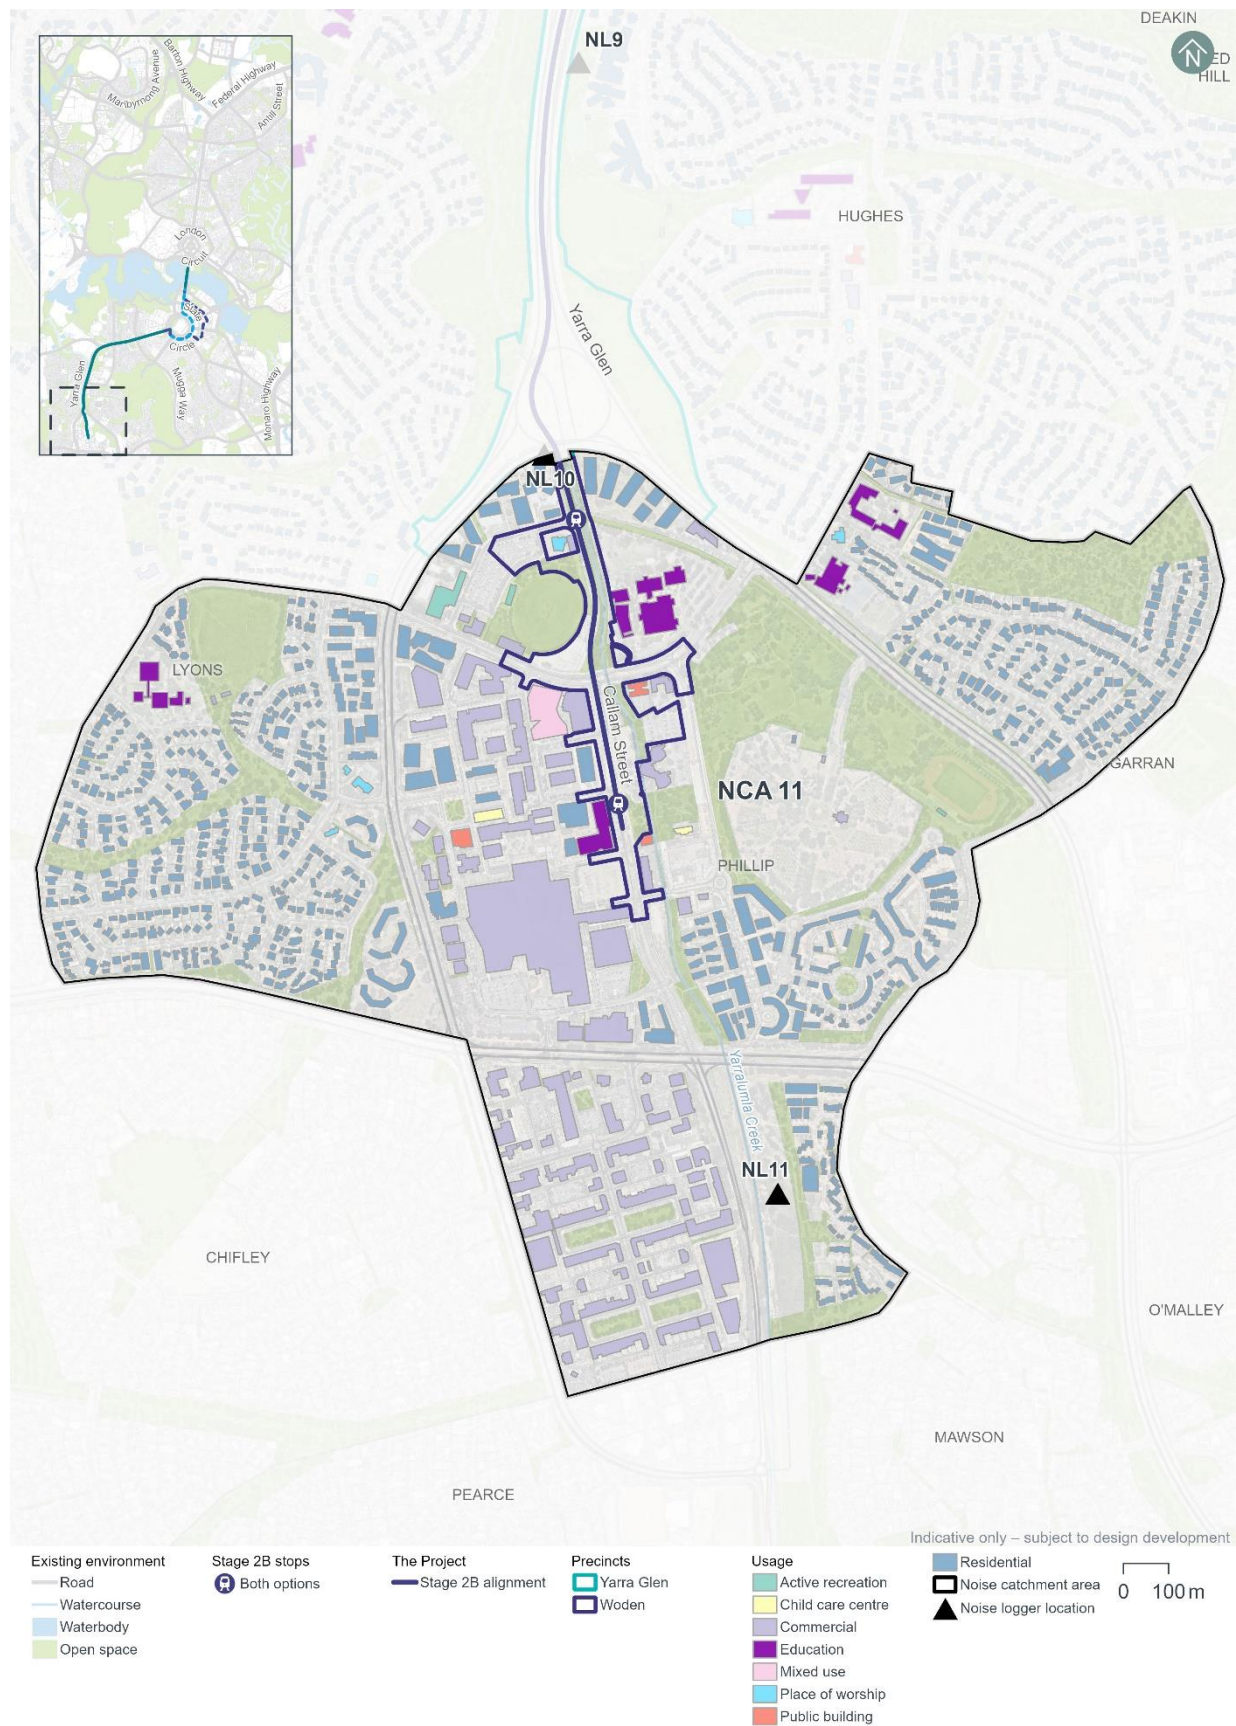 DEAKIN
NL9
N
ED
HILL
Maribyrnong Avenue
Barton Highway
Federal Highway
Antill Street
London
Circuit
State
Circle
Yarra Glen
Mugga Way
Monaro Highway
HUGHES
Yarra Glen
NL10
LYONS
Callam Street
NCA 11
GARRAN
PHILLIP
Yarralumla Creek
NL11
CHIFLEY
O'MALLEY
MAWSON
PEARCE
Indicative only – subject to design development
Existing environment
Road
Watercourse
Waterbody
Open space
Stage 2B stops
Both options
The Project
Stage 2B alignment
Precincts
Yarra Glen
Woden
Usage
Active recreation
Child care centre
Commercial
Education
Mixed use
Place of worship
Public building
Residential
Noise catchment area
Noise logger location
0 100 m